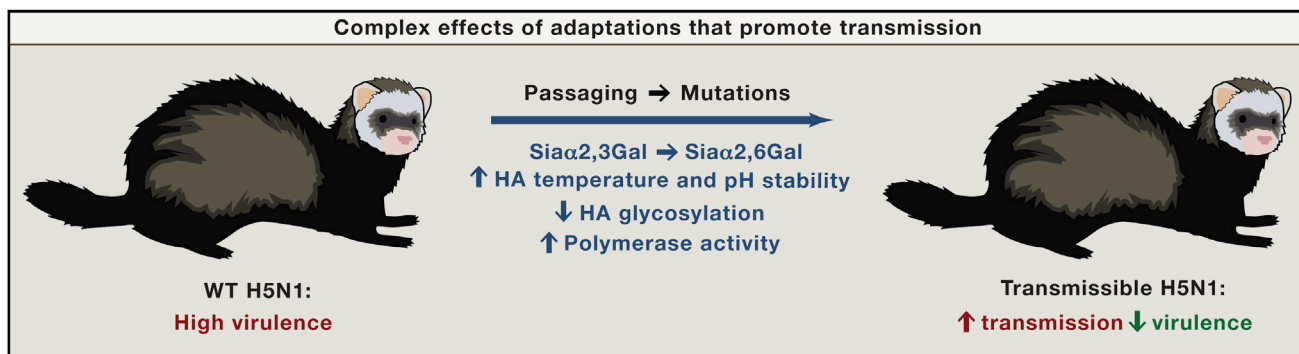 Complex effects of adaptations that promote transmission
Passaging → Mutations
Siaα2,3Gal → Siaα2,6Gal
↑ HA temperature and pH stability
↓ HA glycosylation
↑ Polymerase activity
WT H5N1:
High virulence
Transmissible H5N1:
↑ transmission ↓ virulence